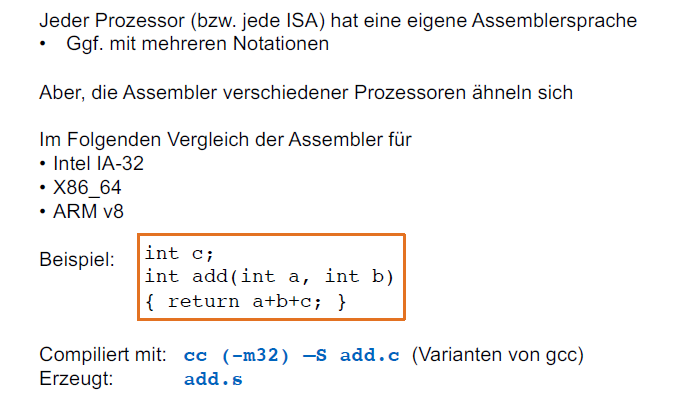 Jeder Prozessor (bzw. jede ISA) hat eine eigene Assemblersprache
• Ggf. mit mehreren Notationen
Aber, die Assembler verschiedener Prozessoren ähneln sich
Im Folgenden Vergleich der Assembler für
• Intel IA-32
• X86_64
• ARM v8
Beispiel:
int c;
int add(int a, int b)
{ return a+b+c; }
Compiliert mit: cc (-m32) –S add.c (Varianten von gcc)
Erzeugt: add.s